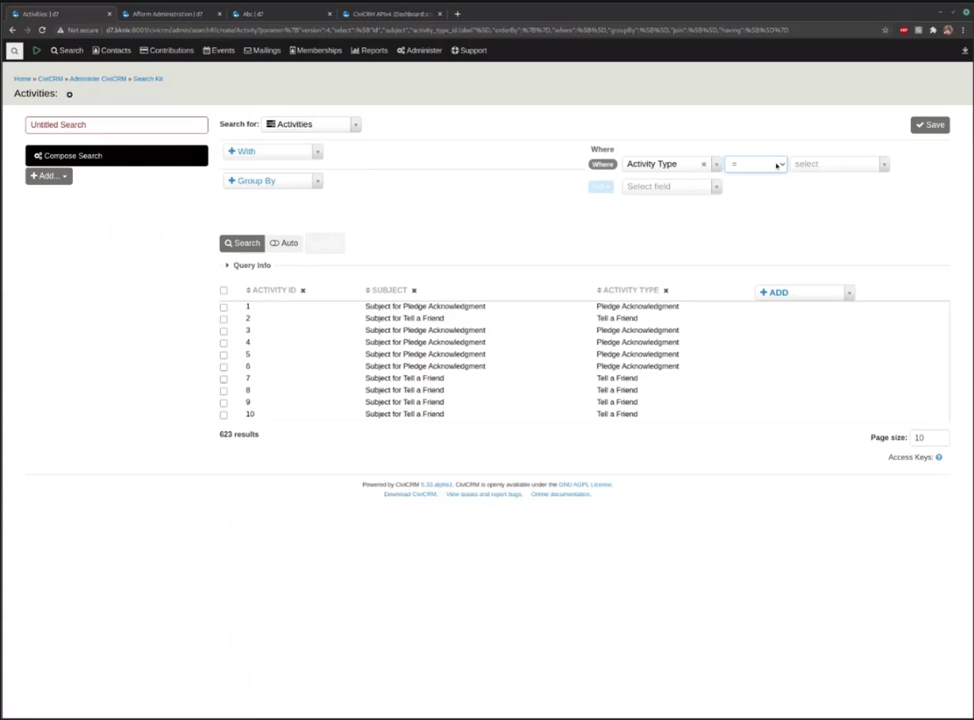 Activities | d7
Afform Administration | d7
Abc | d7
CiviCRM APIv4 (Dashboard::
Not secure | d7.bknix:8001/civicrm/admin/search#/create/Activity?params=%7B"version":4,"select":%5B"id","subject","activity_type_id:label"%5D,"orderBy":%7B%7D,"where":%5B%5D,"groupBy":%5B%5D,"join":%5B%5D,"having":%5B%5D%7D
Search Contacts Contributions Events Mailings Memberships Reports Administer Support
Home » CiviCRM » Administer CiviCRM » Search Kit
Activities:
Untitled Search
Search for: Activities
Save
Compose Search
+ Add...
+ With
+ Group By
Where
Where Activity Type × = select
Select field
Search Auto
Query Info
ACTIVITY ID × SUBJECT × ACTIVITY TYPE × + ADD
1 Subject for Pledge Acknowledgment Pledge Acknowledgment
2 Subject for Tell a Friend Tell a Friend
3 Subject for Pledge Acknowledgment Pledge Acknowledgment
4 Subject for Pledge Acknowledgment Pledge Acknowledgment
5 Subject for Pledge Acknowledgment Pledge Acknowledgment
6 Subject for Pledge Acknowledgment Pledge Acknowledgment
7 Subject for Tell a Friend Tell a Friend
8 Subject for Tell a Friend Tell a Friend
9 Subject for Tell a Friend Tell a Friend
10 Subject for Tell a Friend Tell a Friend
623 results
Page size: 10
Access Keys: ?
Powered by CiviCRM 5.33.alpha1. CiviCRM is openly available under the GNU AGPL License.
Download CiviCRM. View issues and report bugs. Online documentation.